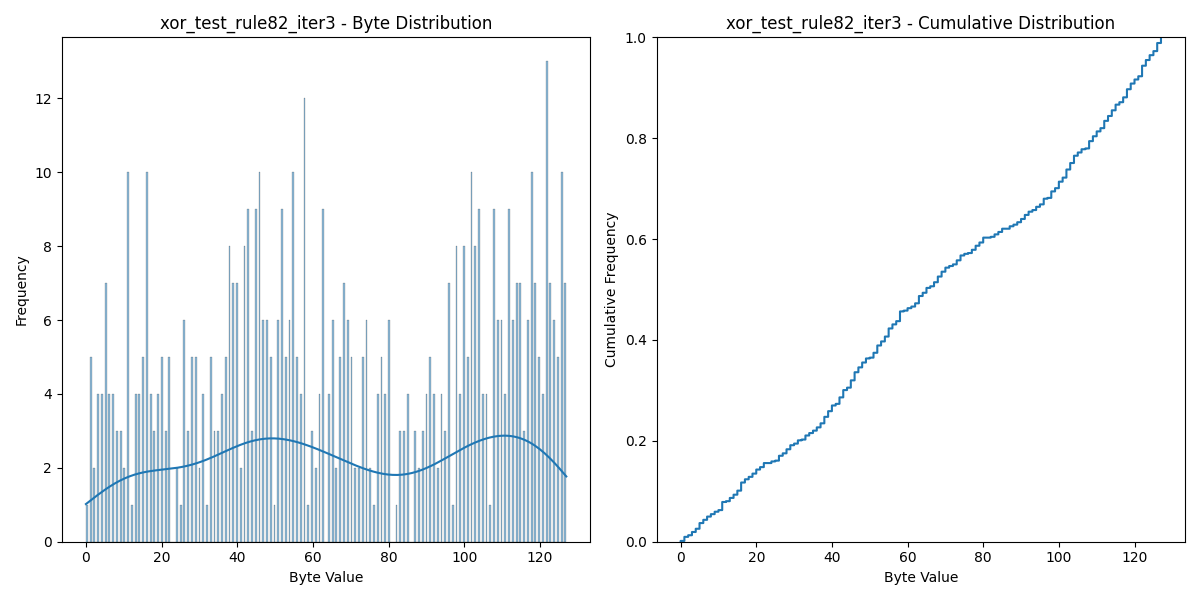 xor_test_rule82_iter3 - Byte Distribution
Frequency
12
10
8
6
4
2
0
0 20 40 60 80 100 120
Byte Value
xor_test_rule82_iter3 - Cumulative Distribution
Cumulative Frequency
1.0
0.8
0.6
0.4
0.2
0.0
0 20 40 60 80 100 120
Byte Value